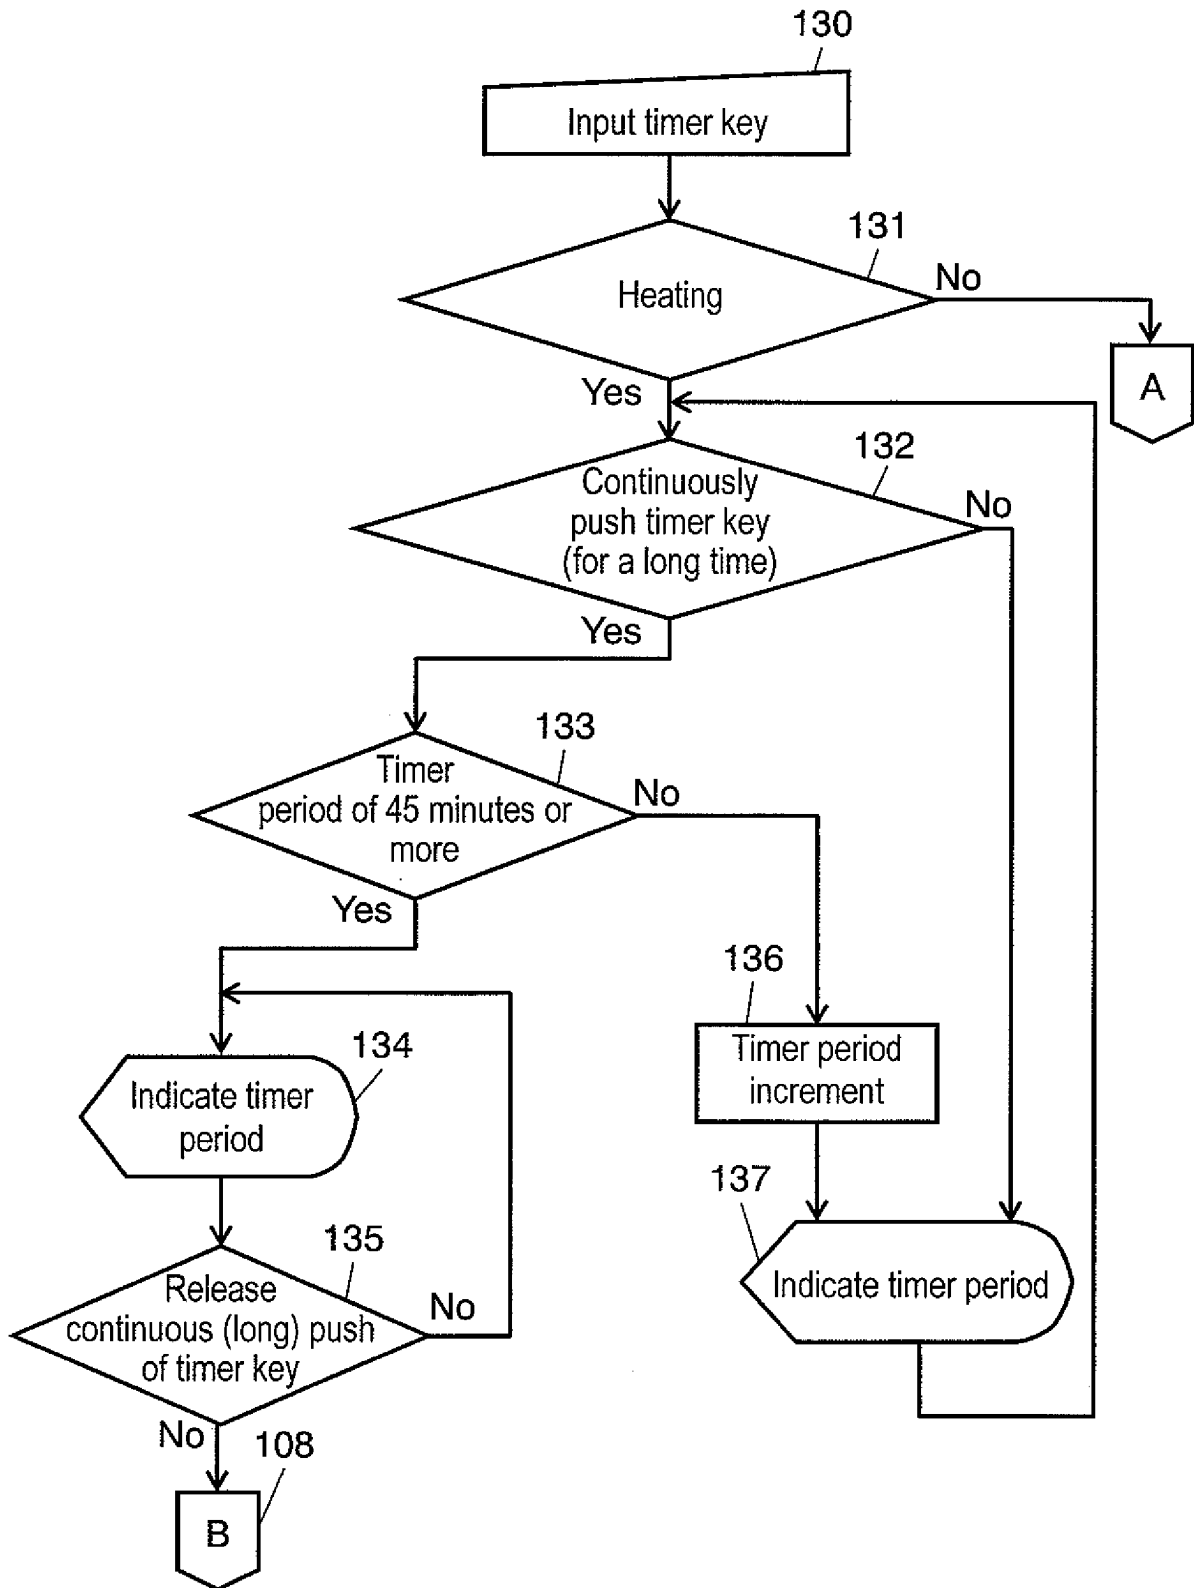 130
Input timer key
131
Heating
No
A
Yes
132
Continuously
push timer key
(for a long time)
No
Yes
133
Timer
period of 45 minutes or
more
No
Yes
136
Timer period
increment
134
Indicate timer
period
137
Indicate timer period
135
Release
continuous (long) push
of timer key
No
No
108
B